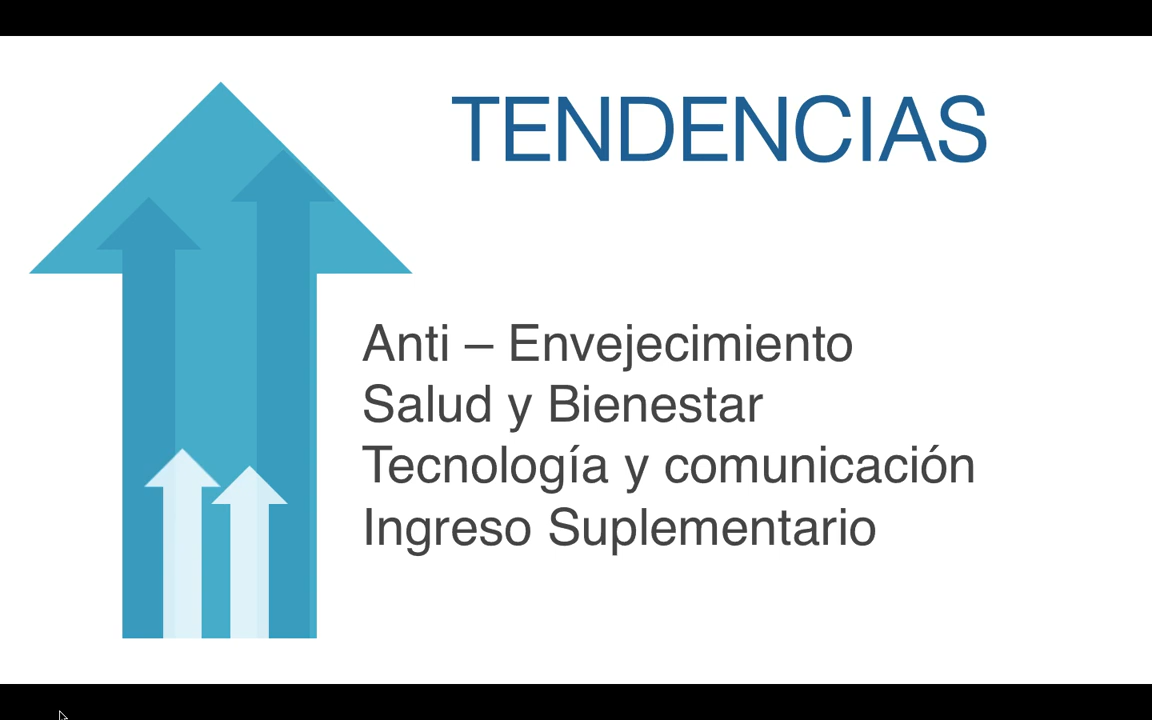 TENDENCIAS
Anti – Envejecimiento
Salud y Bienestar
Tecnología y comunicación
Ingreso Suplementario